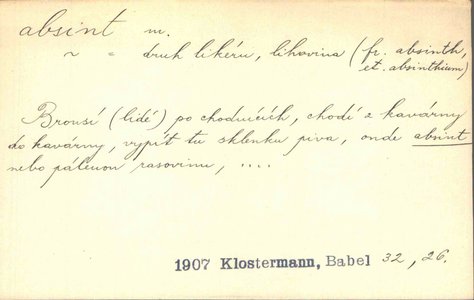 absint m.
~ = druh likéru, lihovina (fr. absinth,
et. absinthium)
Brousí (lidé) po chodnících, chodí z kavárny
do kavárny, vypít tu sklenku piva, onde absint
nebo pálenou rasovinu, ....
1907 Klostermann, Babel 32, 26.